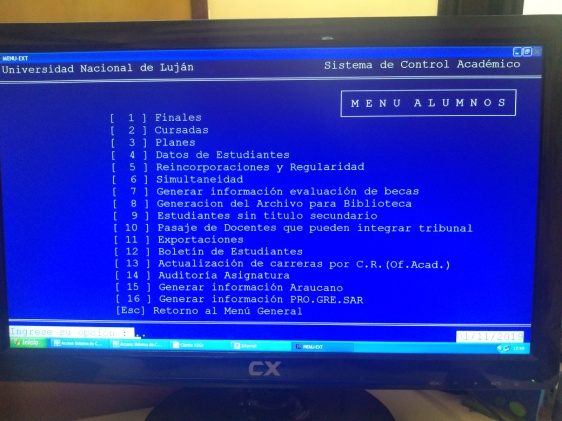 MENU-EXT
Universidad Nacional de Luján
Sistema de Control Académico
MENU ALUMNOS
[ 1 ] Finales
[ 2 ] Cursadas
[ 3 ] Planes
[ 4 ] Datos de Estudiantes
[ 5 ] Reincorporaciones y Regularidad
[ 6 ] Simultaneidad
[ 7 ] Generar información evaluación de becas
[ 8 ] Generacion del Archivo para Biblioteca
[ 9 ] Estudiantes sin titulo secundario
[ 10 ] Pasaje de Docentes que pueden integrar tribunal
[ 11 ] Exportaciones
[ 12 ] Boletín de Estudiantes
[ 13 ] Actualización de carreras por C.R.(Of.Acad.)
[ 14 ] Auditoría Asignatura
[ 15 ] Generar información Araucano
[ 16 ] Generar información PRO.GRE.SAR
[Esc] Retorno al Menú General
Ingrese su opción :
Inicio
MENU-EXT
CX